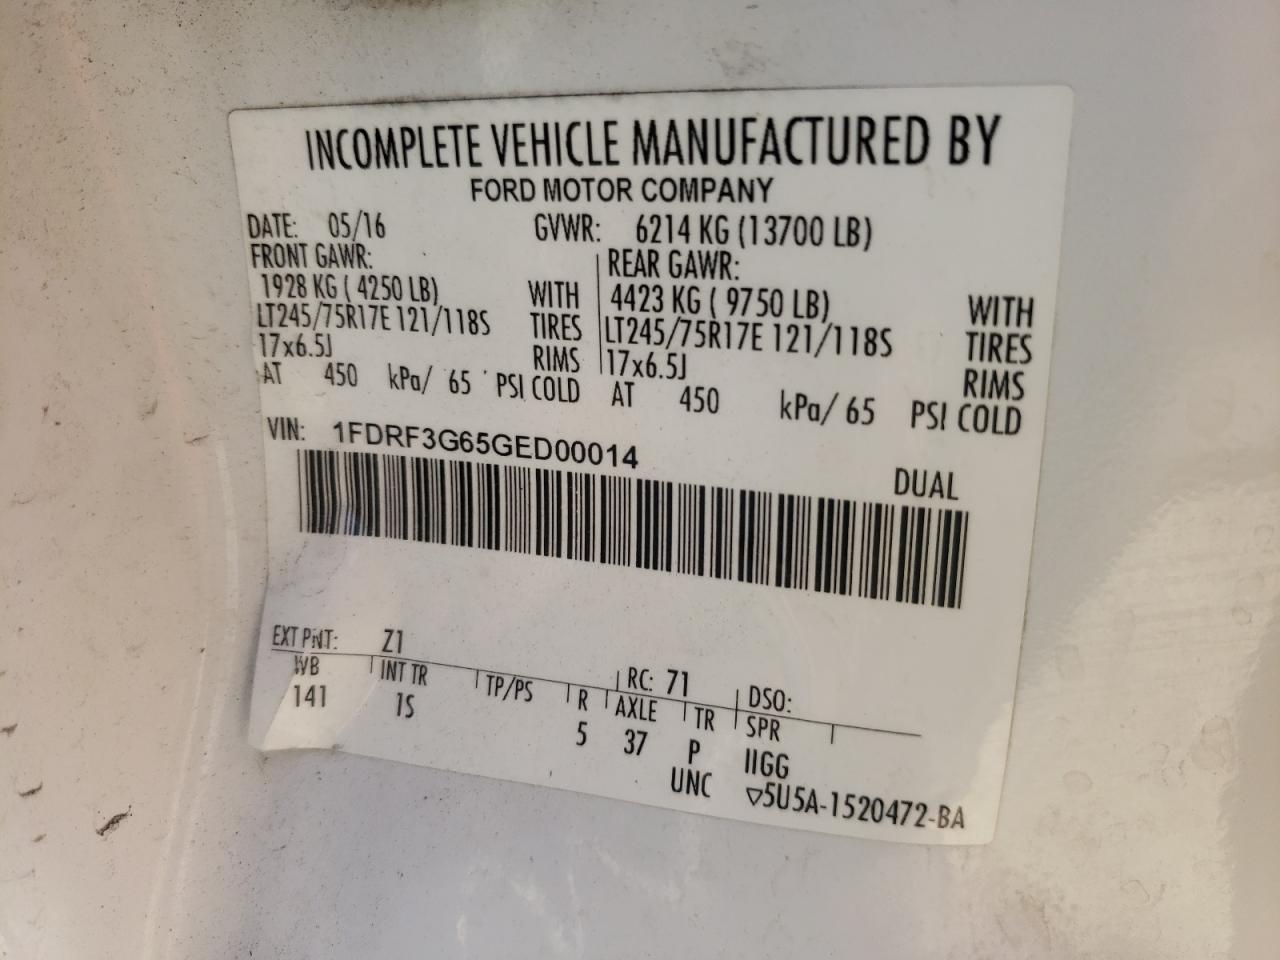 INCOMPLETE VEHICLE MANUFACTURED BY
FORD MOTOR COMPANY
DATE: 05/16 GVWR: 6214 KG (13700 LB)
FRONT GAWR: REAR GAWR:
1928 KG ( 4250 LB) WITH 4423 KG ( 9750 LB) WITH
LT245/75R17E 121/118S TIRES LT245/75R17E 121/118S TIRES
17x6.5J RIMS 17x6.5J RIMS
AT 450 kPa/ 65 PSI COLD AT 450 kPa/ 65 PSI COLD
VIN: 1FDRF3G65GED00014
DUAL
EXT PNT: Z1 RC: 71 DSO:
WB INT TR TP/PS R AXLE TR SPR
141 1S 5 37 P IIGG
UNC ▽5U5A-1520472-BA